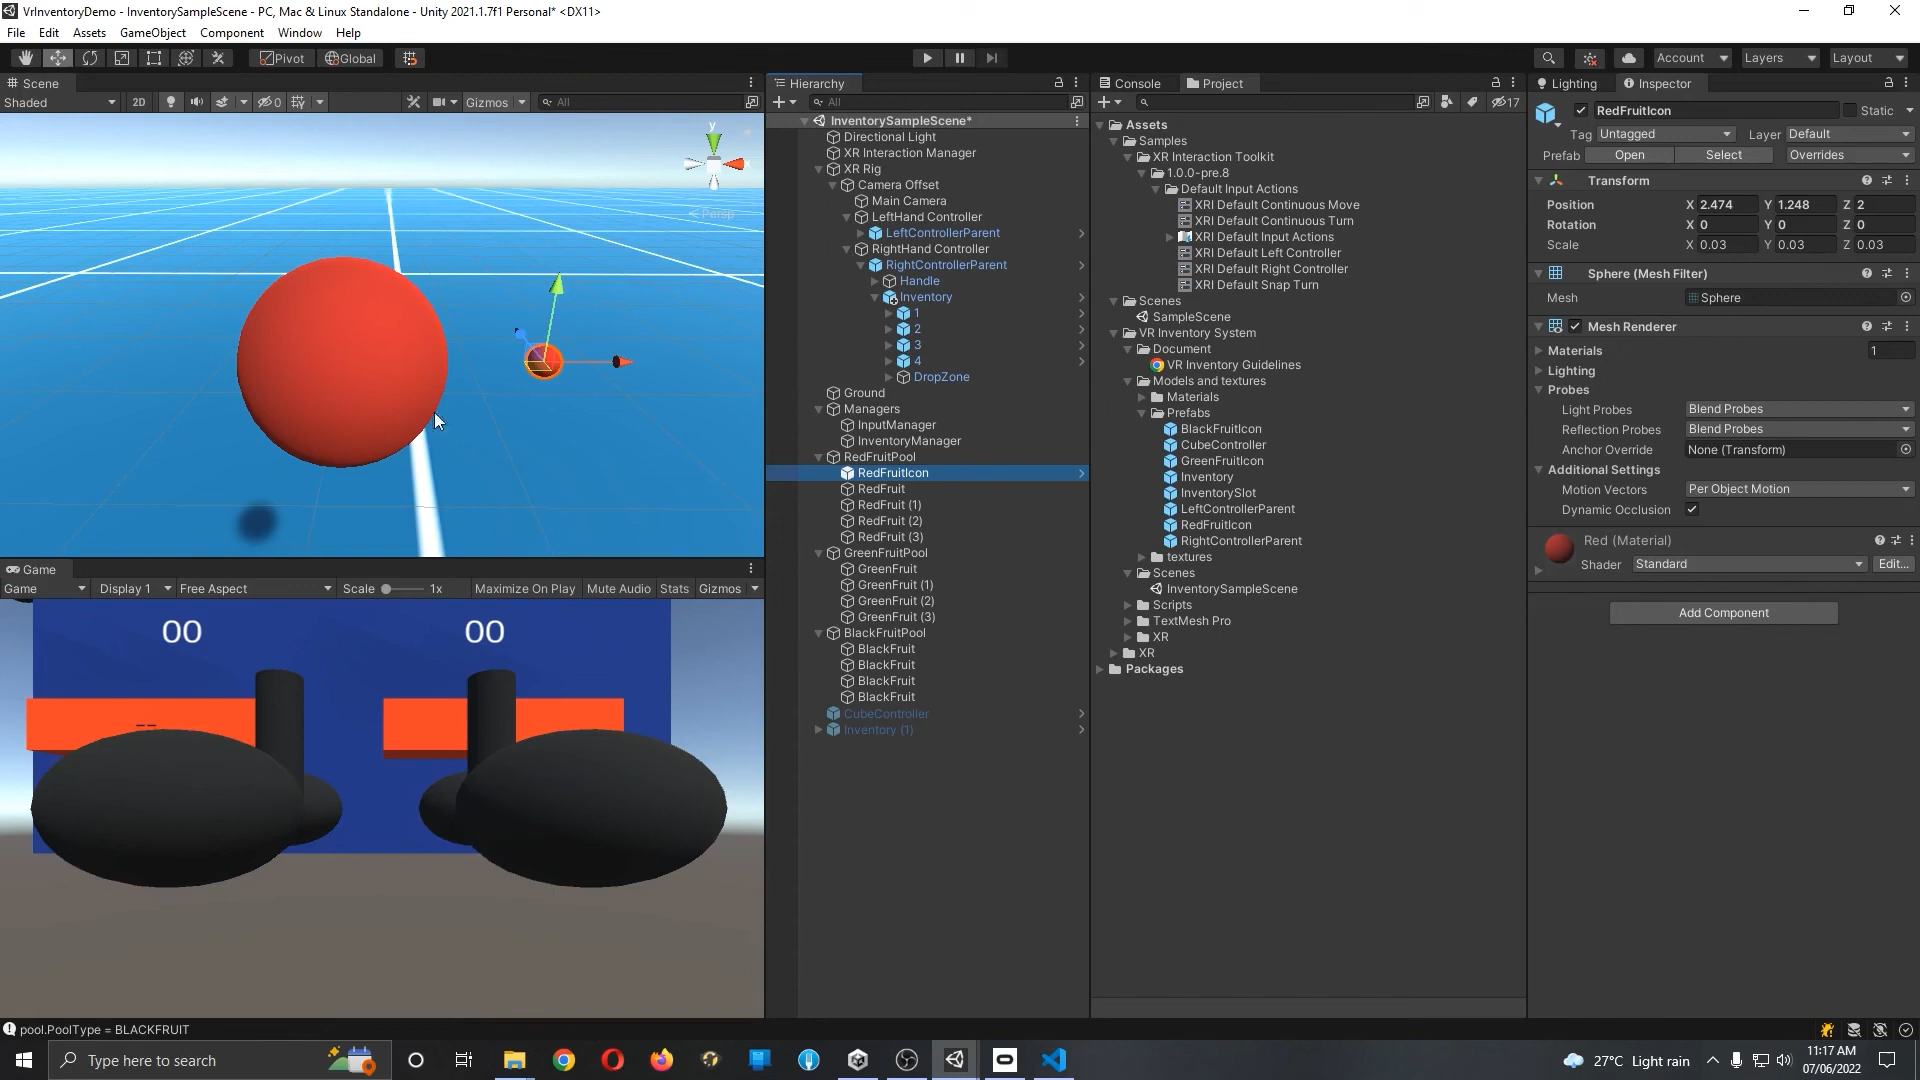 VrInventoryDemo - InventorySampleScene - PC, Mac & Linux Standalone - Unity 2021.1.7f1 Personal* <DX11>
File Edit Assets GameObject Component Window Help
Pivot Global Account Layers Layout
Scene
Shaded 2D 0 Gizmos All
y
Persp
Game
Game Display 1 Free Aspect Scale 1x Maximize On Play Mute Audio Stats Gizmos
00 00
--
Hierarchy
All
InventorySampleScene*
Directional Light
XR Interaction Manager
XR Rig
Camera Offset
Main Camera
LeftHand Controller
LeftControllerParent
RightHand Controller
RightControllerParent
Handle
Inventory
1
2
3
4
DropZone
Ground
Managers
InputManager
InventoryManager
RedFruitPool
RedFruitIcon
RedFruit
RedFruit (1)
RedFruit (2)
RedFruit (3)
GreenFruitPool
GreenFruit
GreenFruit (1)
GreenFruit (2)
GreenFruit (3)
BlackFruitPool
BlackFruit
BlackFruit
BlackFruit
BlackFruit
CubeController
Inventory (1)
Console Project
17
Assets
Samples
XR Interaction Toolkit
1.0.0-pre.8
Default Input Actions
XRI Default Continuous Move
XRI Default Continuous Turn
XRI Default Input Actions
XRI Default Left Controller
XRI Default Right Controller
XRI Default Snap Turn
Scenes
SampleScene
VR Inventory System
Document
VR Inventory Guidelines
Models and textures
Materials
Prefabs
BlackFruitIcon
CubeController
GreenFruitIcon
Inventory
InventorySlot
LeftControllerParent
RedFruitIcon
RightControllerParent
textures
Scenes
InventorySampleScene
Scripts
TextMesh Pro
XR
XR
Packages
Lighting Inspector
RedFruitIcon Static
Tag Untagged Layer Default
Prefab Open Select Overrides
Transform
Position X 2.474 Y 1.248 Z 2
Rotation X 0 Y 0 Z 0
Scale X 0.03 Y 0.03 Z 0.03
Sphere (Mesh Filter)
Mesh Sphere
Mesh Renderer
Materials 1
Lighting
Probes
Light Probes Blend Probes
Reflection Probes Blend Probes
Anchor Override None (Transform)
Additional Settings
Motion Vectors Per Object Motion
Dynamic Occlusion
Red (Material)
Shader Standard Edit...
Add Component
pool.PoolType = BLACKFRUIT
Type here to search
27°C Light rain
11:17 AM
07/06/2022